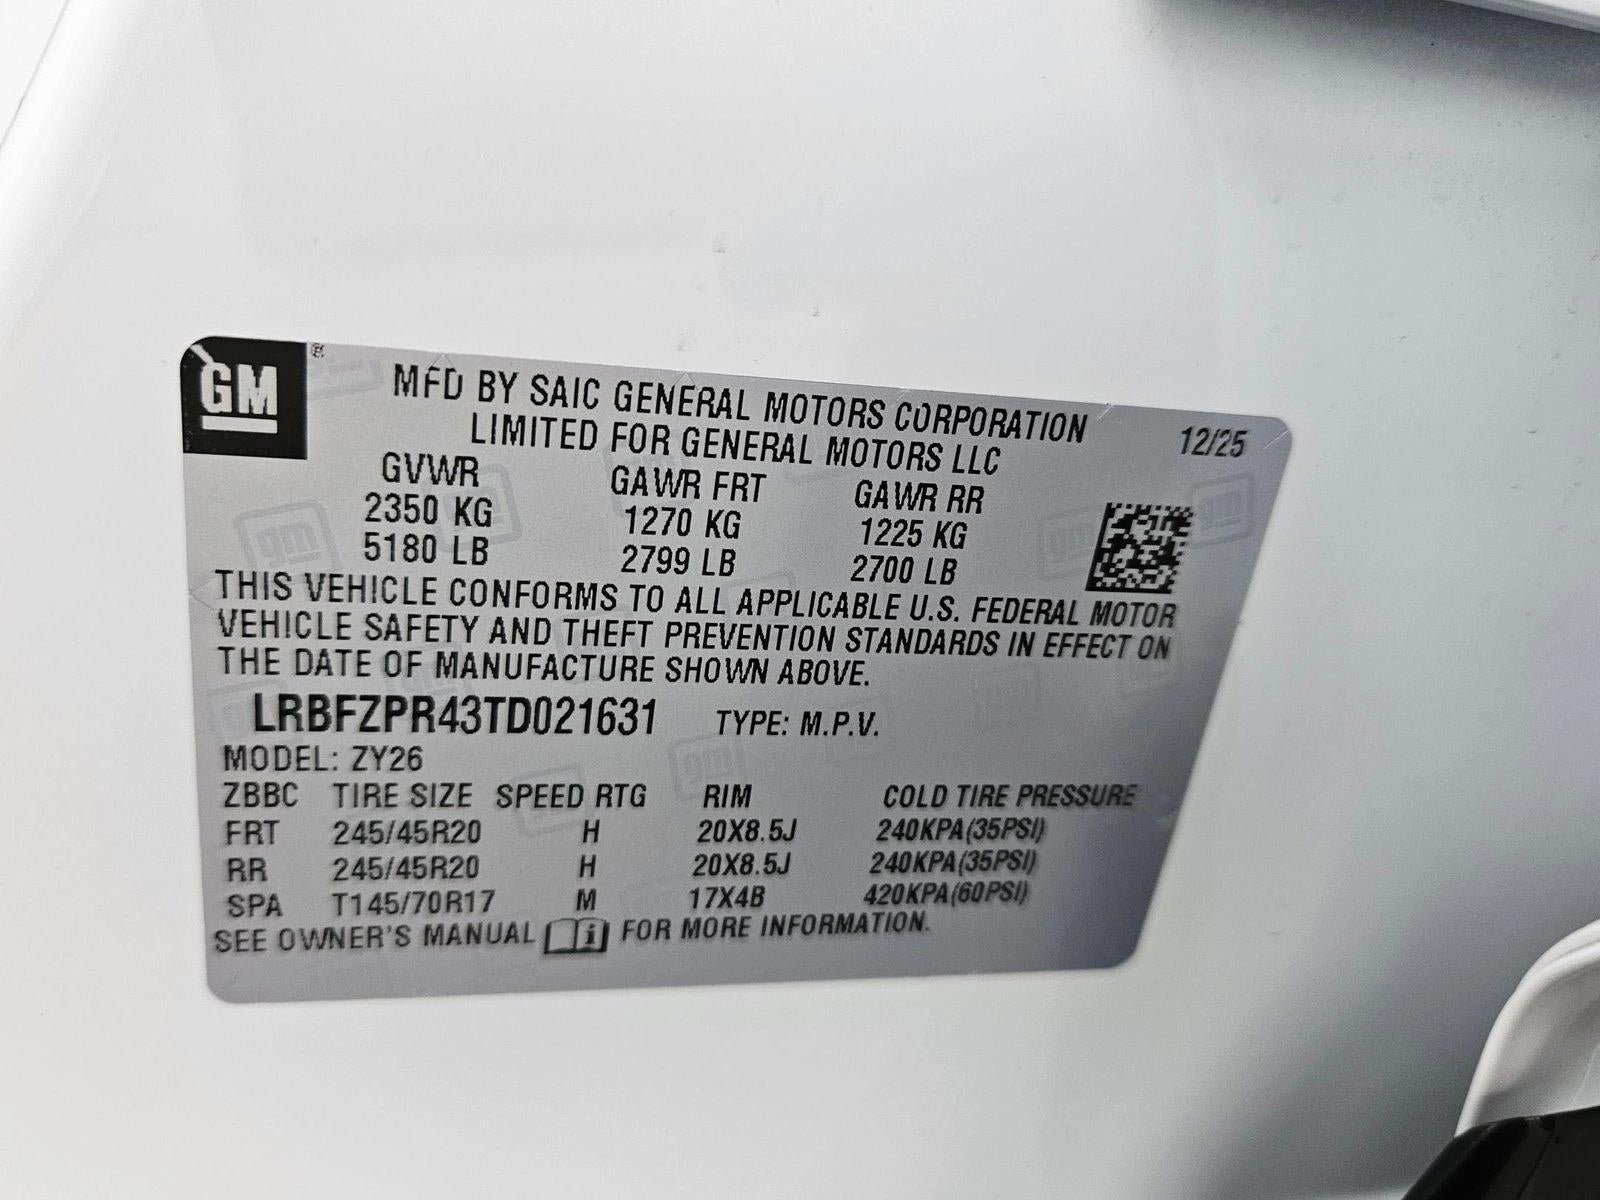 GM ®
MFD BY SAIC GENERAL MOTORS CORPORATION
LIMITED FOR GENERAL MOTORS LLC
12/25
GVWR GAWR FRT GAWR RR
2350 KG 1270 KG 1225 KG
5180 LB 2799 LB 2700 LB
THIS VEHICLE CONFORMS TO ALL APPLICABLE U.S. FEDERAL MOTOR
VEHICLE SAFETY AND THEFT PREVENTION STANDARDS IN EFFECT ON
THE DATE OF MANUFACTURE SHOWN ABOVE.
LRBFZPR43TD021631 TYPE: M.P.V.
MODEL: ZY26
ZBBC TIRE SIZE SPEED RTG RIM COLD TIRE PRESSURE
FRT 245/45R20 H 20X8.5J 240KPA(35PSI)
RR 245/45R20 H 20X8.5J 240KPA(35PSI)
SPA T145/70R17 M 17X4B 420KPA(60PSI)
SEE OWNER'S MANUAL i FOR MORE INFORMATION.